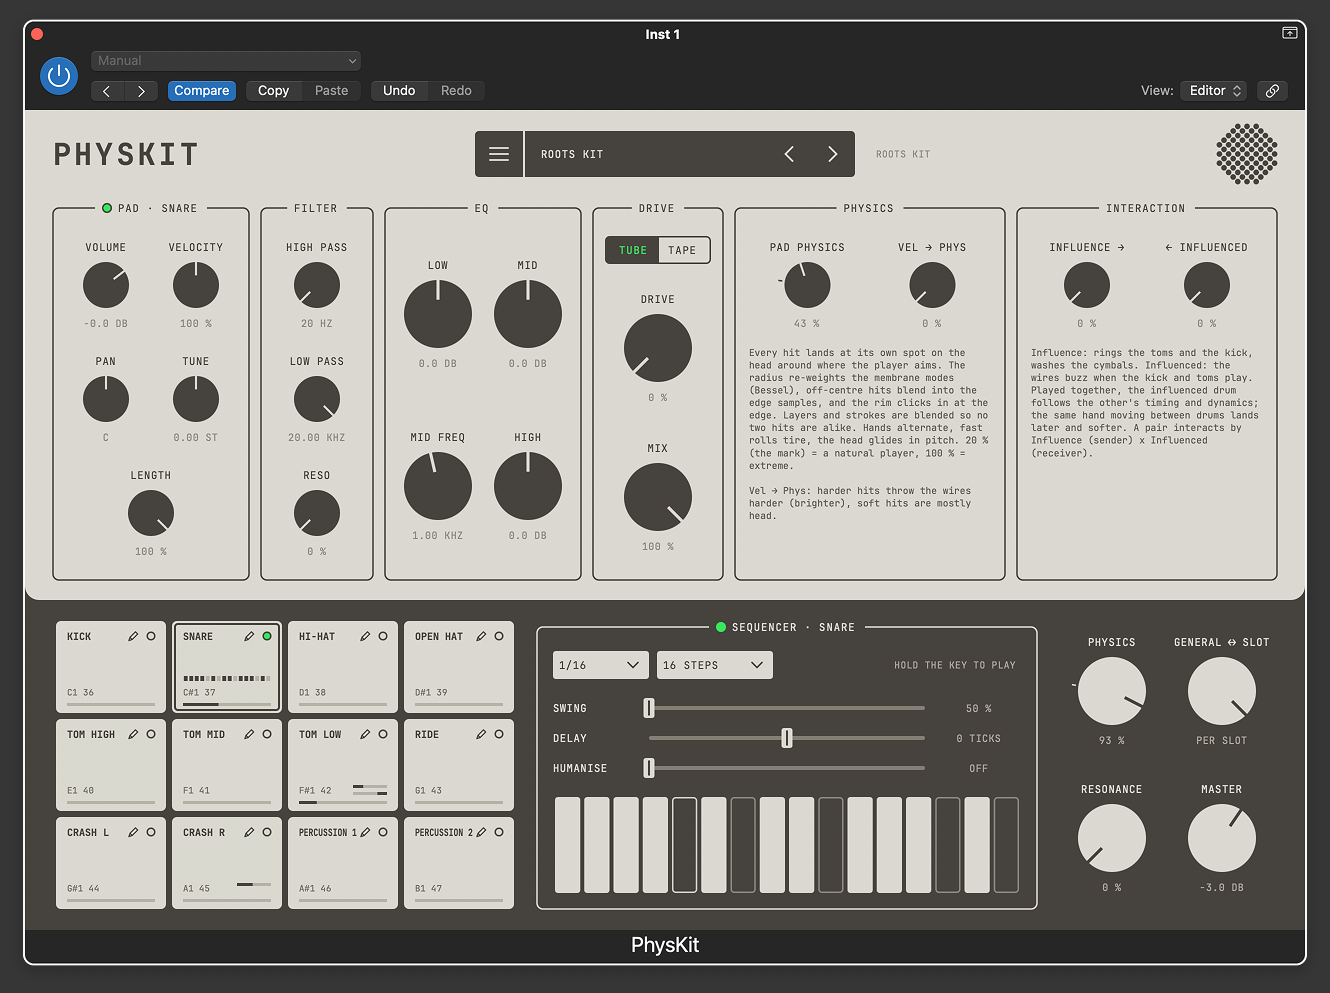 Inst 1
Manual
Compare Copy Paste Undo Redo
View: Editor
PHYSKIT
ROOTS KIT
ROOTS KIT
PAD · SNARE
VOLUME VELOCITY
-0.0 DB 100 %
PAN TUNE
C 0.00 ST
LENGTH
100 %
FILTER
HIGH PASS
20 HZ
LOW PASS
20.00 KHZ
RESO
0 %
EQ
LOW MID
0.0 DB 0.0 DB
MID FREQ HIGH
1.00 KHZ 0.0 DB
DRIVE
TUBE TAPE
DRIVE
0 %
MIX
100 %
PHYSICS
PAD PHYSICS VEL → PHYS
43 % 0 %
Every hit lands at its own spot on the
head around where the player aims. The
radius re-weights the membrane modes
(Bessel), off-centre hits blend into the
edge samples, and the rim clicks in at the
edge. Layers and strokes are blended so no
two hits are alike. Hands alternate, fast
rolls tire, the head glides in pitch. 20 %
(the mark) = a natural player, 100 % =
extreme.
Vel → Phys: harder hits throw the wires
harder (brighter), soft hits are mostly
head.
INTERACTION
INFLUENCE → ← INFLUENCED
0 % 0 %
Influence: rings the toms and the kick,
washes the cymbals. Influenced: the
wires buzz when the kick and toms play.
Played together, the influenced drum
follows the other's timing and dynamics;
the same hand moving between drums lands
later and softer. A pair interacts by
Influence (sender) x Influenced
(receiver).
KICK
C1 36
SNARE
C#1 37
HI-HAT
D1 38
OPEN HAT
D#1 39
TOM HIGH
E1 40
TOM MID
F1 41
TOM LOW
F#1 42
RIDE
G1 43
CRASH L
G#1 44
CRASH R
A1 45
PERCUSSION 1
A#1 46
PERCUSSION 2
B1 47
SEQUENCER · SNARE
1/16 16 STEPS HOLD THE KEY TO PLAY
SWING 50 %
DELAY 0 TICKS
HUMANISE OFF
PHYSICS GENERAL ↔ SLOT
93 % PER SLOT
RESONANCE MASTER
0 % -3.0 DB
PhysKit